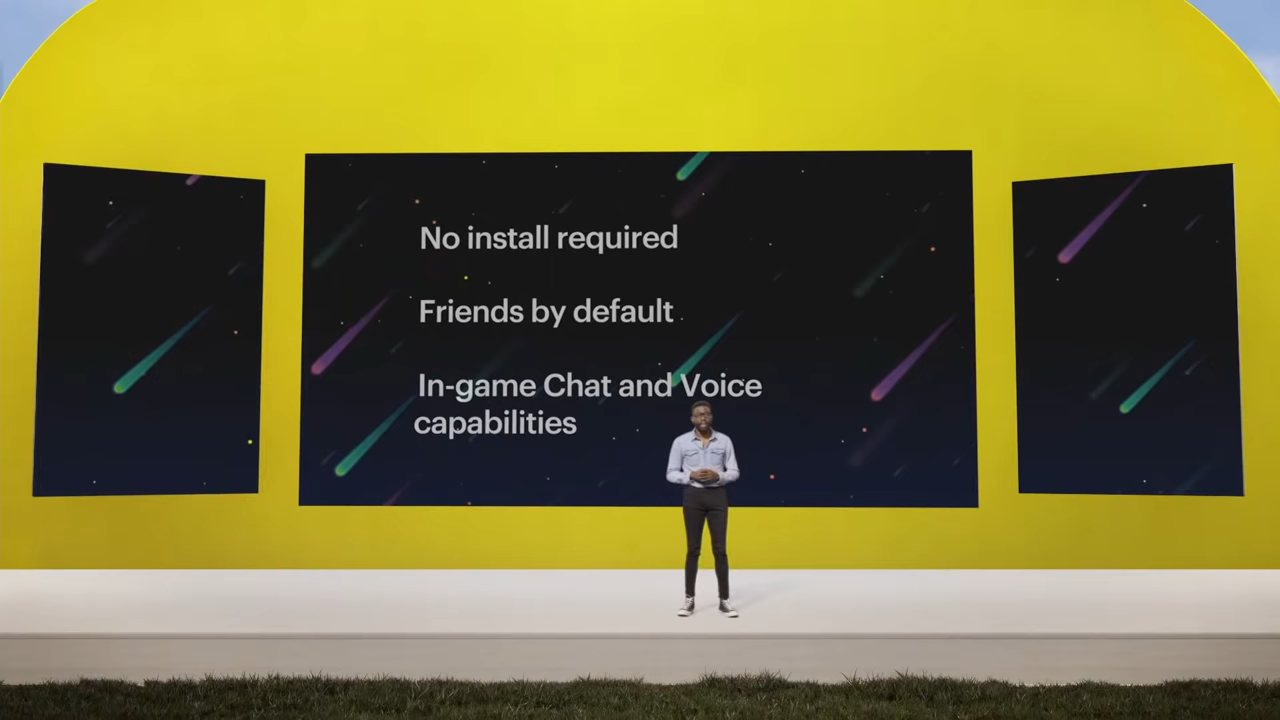 No install required
Friends by default
In-game Chat and Voice
capabilities